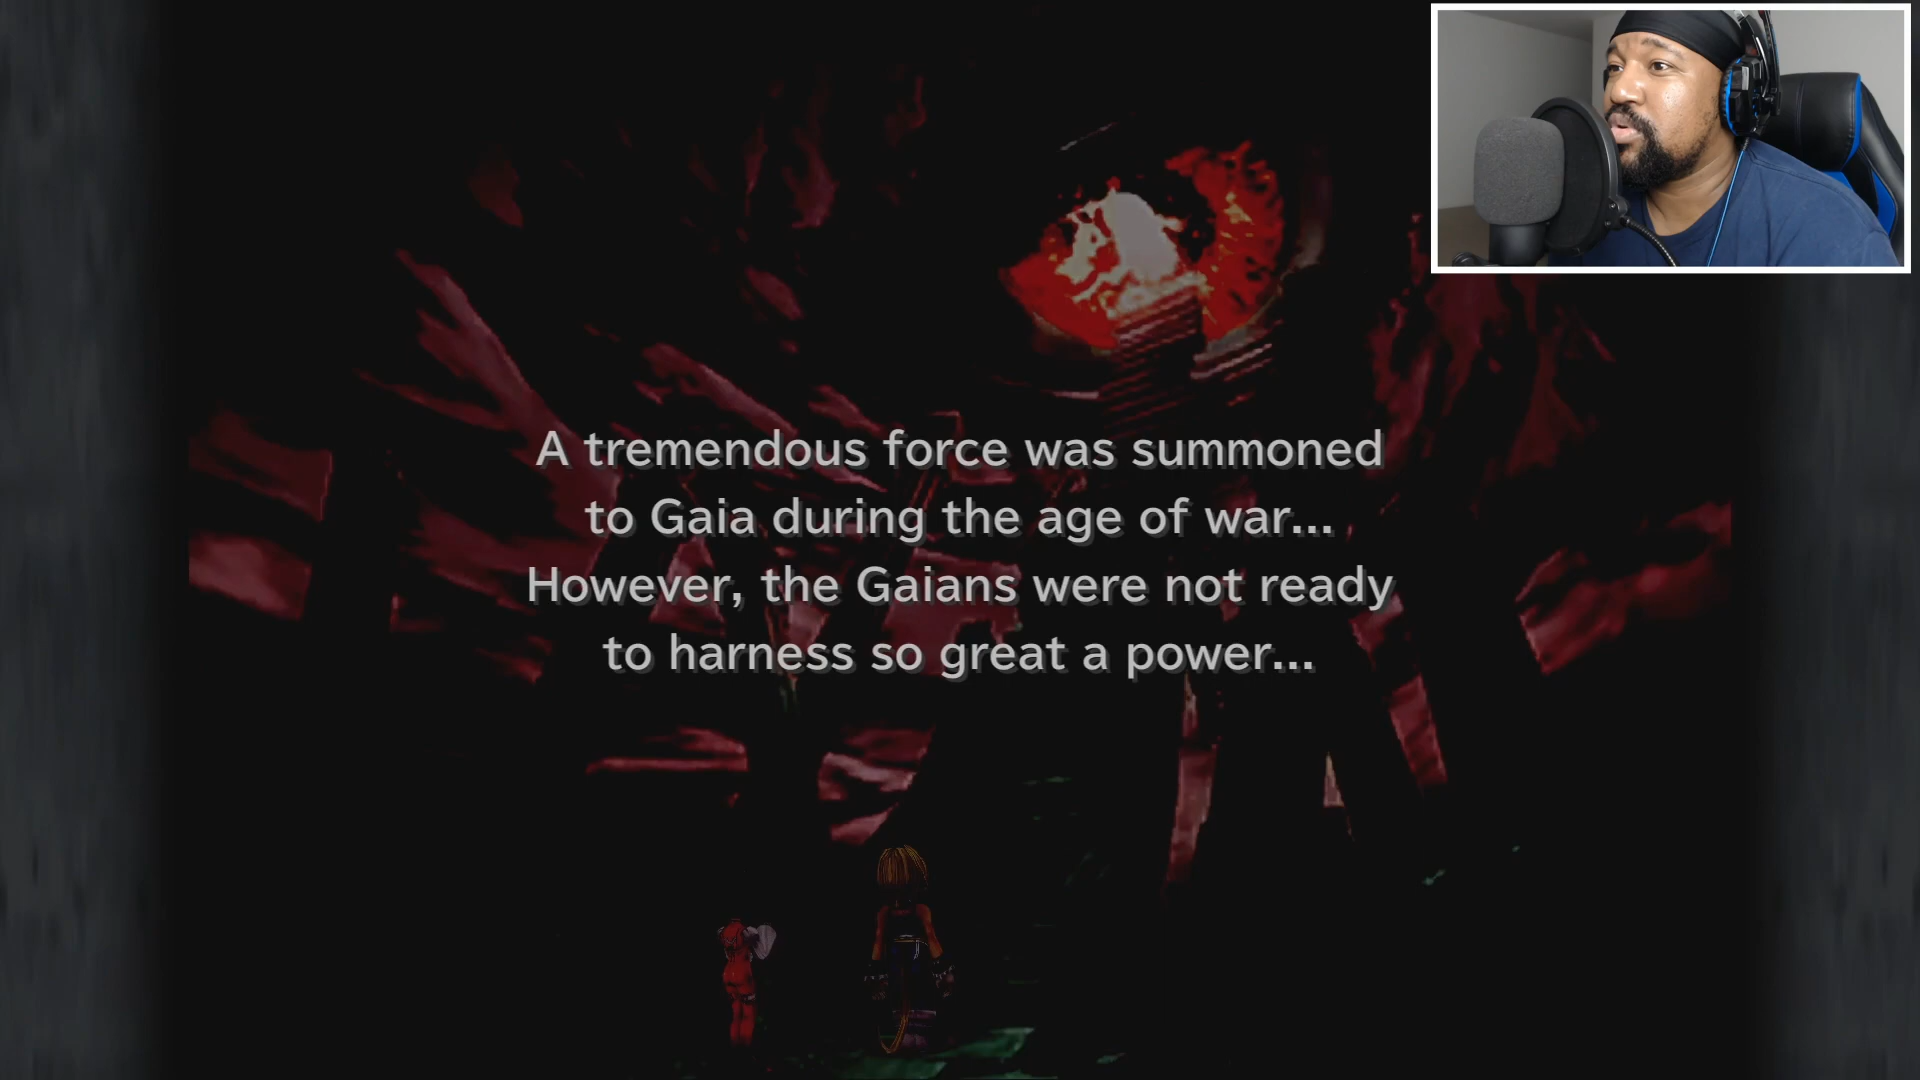 A tremendous force was summoned
to Gaia during the age of war...
However, the Gaians were not ready
to harness so great a power...